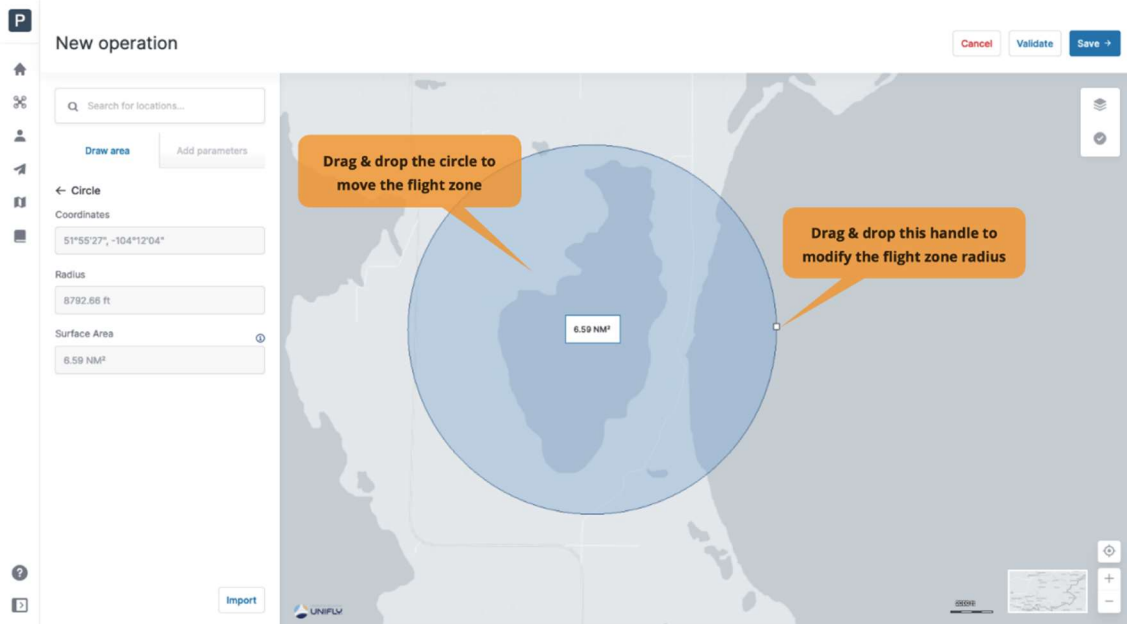 P
New operation
Cancel
Validate
Save →
Search for locations...
Draw area
Add parameters
← Circle
Coordinates
51°55'27", -104°12'04"
Radius
8792.66 ft
Surface Area
6.59 NM²
Import
Drag & drop the circle to
move the flight zone
6.59 NM²
Drag & drop this handle to
modify the flight zone radius
UNIFLY